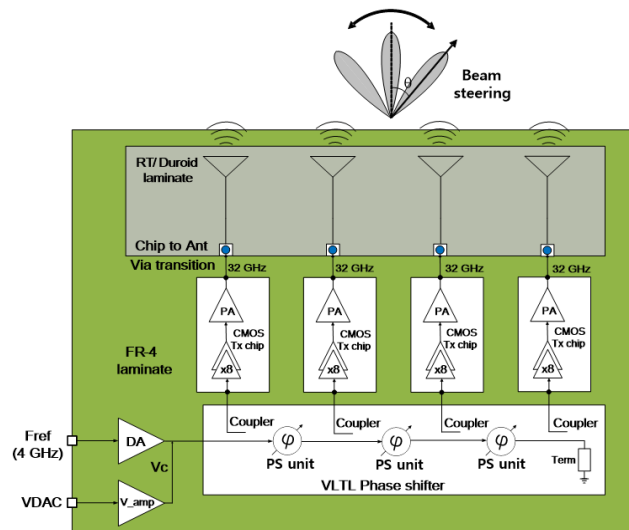 θ
Beam
steering
RT/ Duroid
laminate
Chip to Ant
Via transition
32 GHz
32 GHz
32 GHz
32 GHz
PA
PA
PA
PA
CMOS
Tx chip
CMOS
Tx chip
CMOS
Tx chip
CMOS
Tx chip
x8
x8
x8
x8
FR-4
laminate
Coupler
Coupler
Coupler
Coupler
Fref
(4 GHz)
DA
Vc
φ
φ
φ
PS unit
PS unit
PS unit
Term
VDAC
V_amp
VLTL Phase shifter